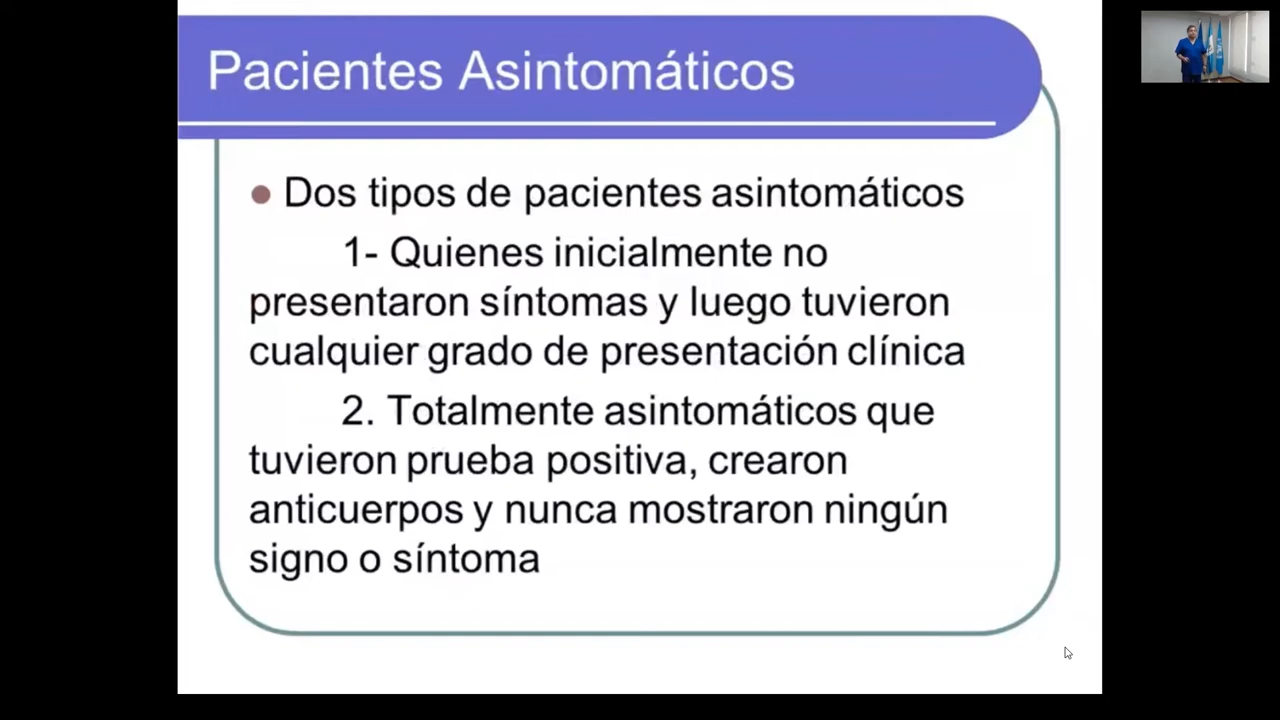 Pacientes Asintomáticos
Dos tipos de pacientes asintomáticos
1- Quienes inicialmente no
presentaron síntomas y luego tuvieron
cualquier grado de presentación clínica
2. Totalmente asintomáticos que
tuvieron prueba positiva, crearon
anticuerpos y nunca mostraron ningún
signo o síntoma